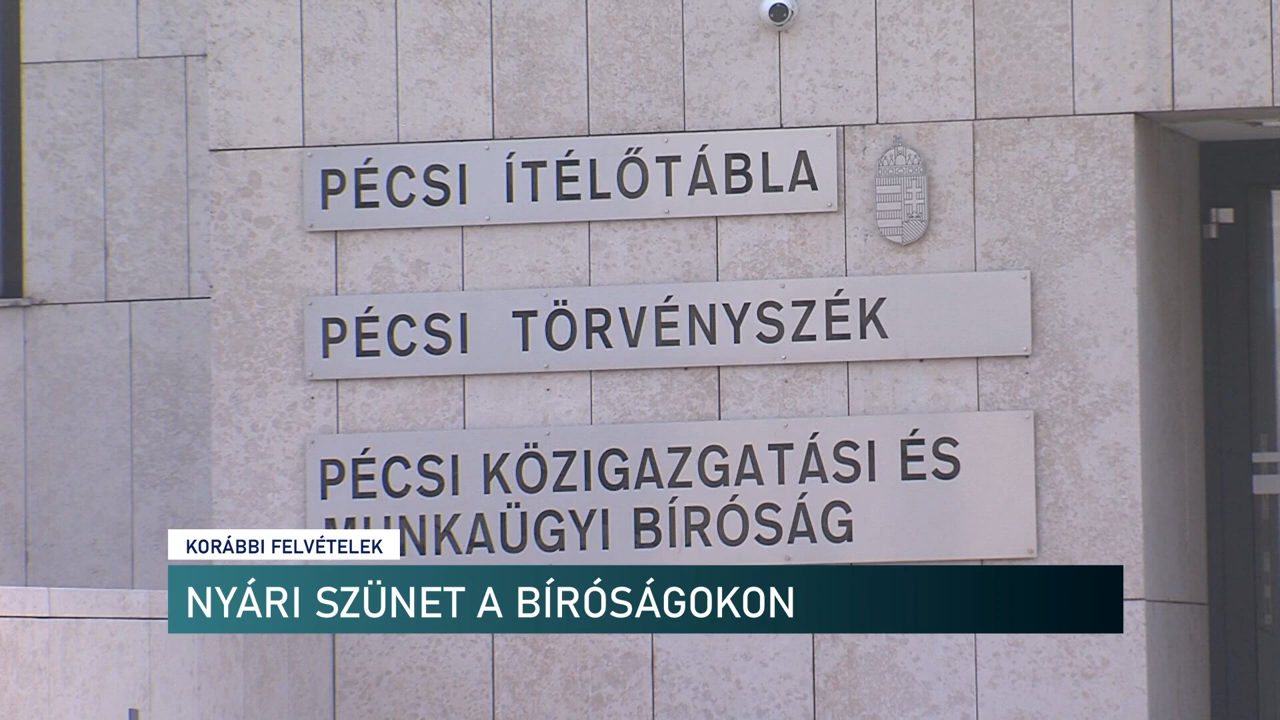 PÉCSI ÍTÉLŐTÁBLA
PÉCSI TÖRVÉNYSZÉK
PÉCSI KÖZIGAZGATÁSI ÉS
MUNKAÜGYI BÍRÓSÁG
KORÁBBI FELVÉTELEK
NYÁRI SZÜNET A BÍRÓSÁGOKON